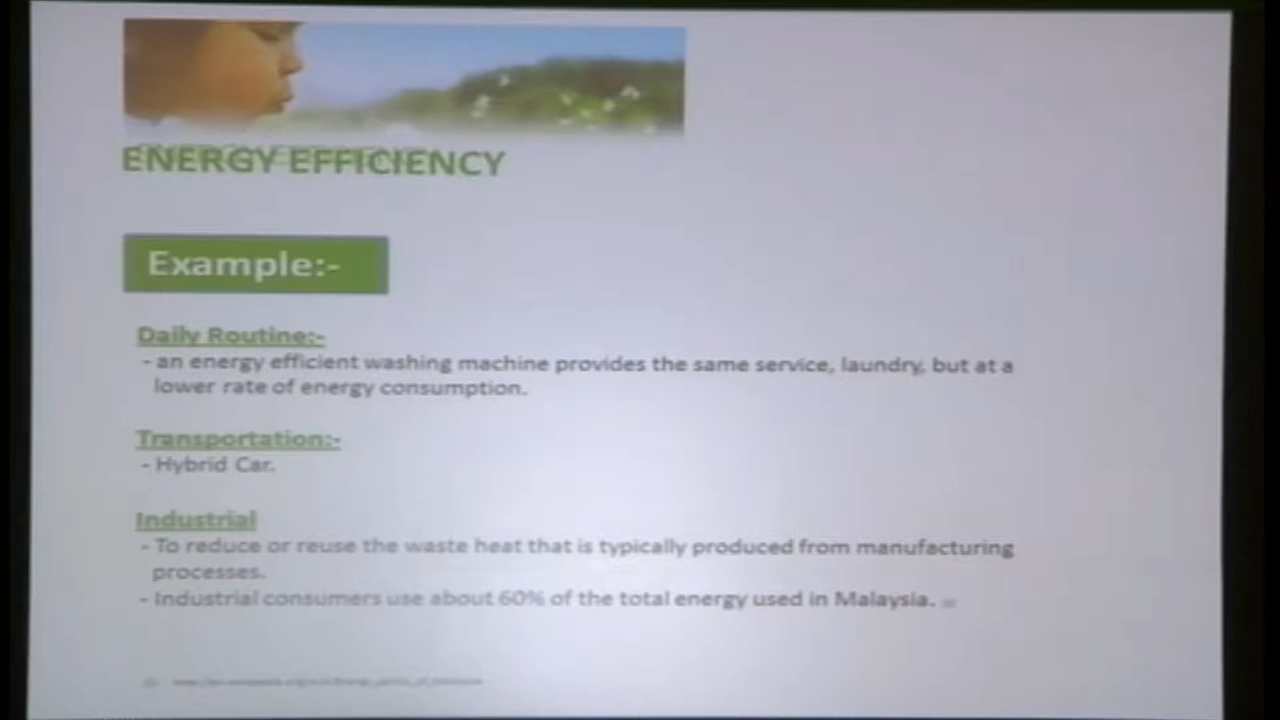 ENERGY EFFICIENCY
Example:-
Daily Routine:-
- an energy efficient washing machine provides the same service, laundry, but at a
lower rate of energy consumption.
Transportation:-
- Hybrid Car.
Industrial
- To reduce or reuse the waste heat that is typically produced from manufacturing
processes.
- Industrial consumers use about 60% of the total energy used in Malaysia.